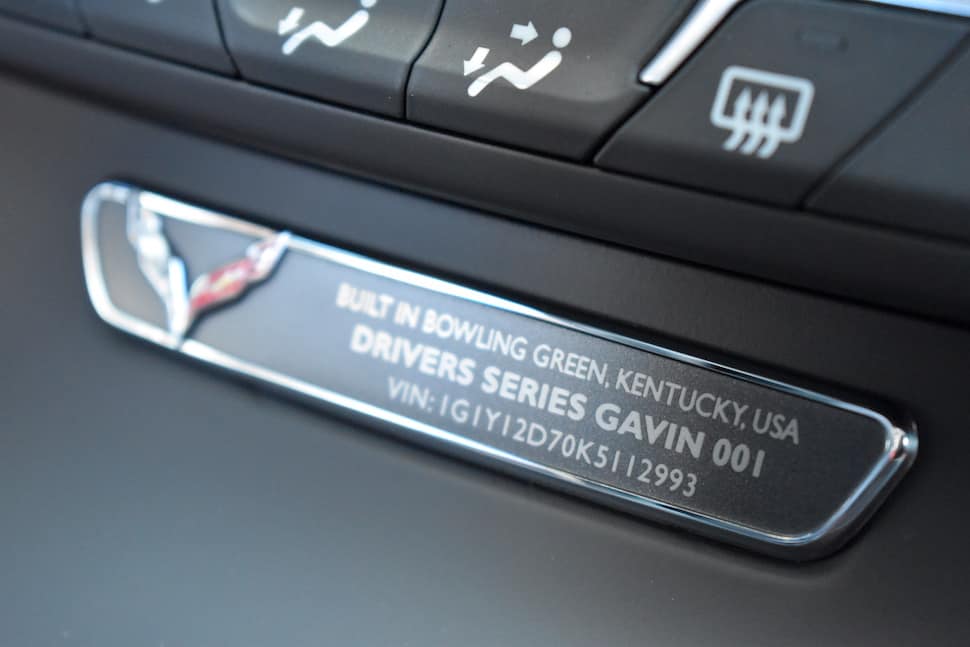 BUILT IN BOWLING GREEN, KENTUCKY, USA
DRIVERS SERIES GAVIN 001
VIN: 1G1Y12D70K5112993